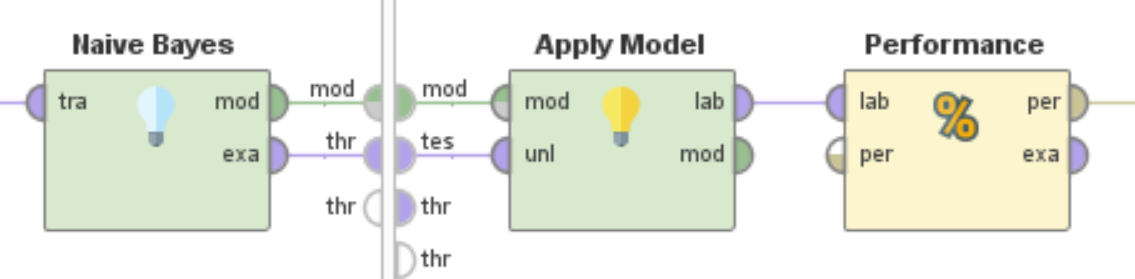 Naive Bayes Apply Model Performance
tra mod mod mod mod lab lab per
exa thr tes unl mod per exa
thr thr
thr
%